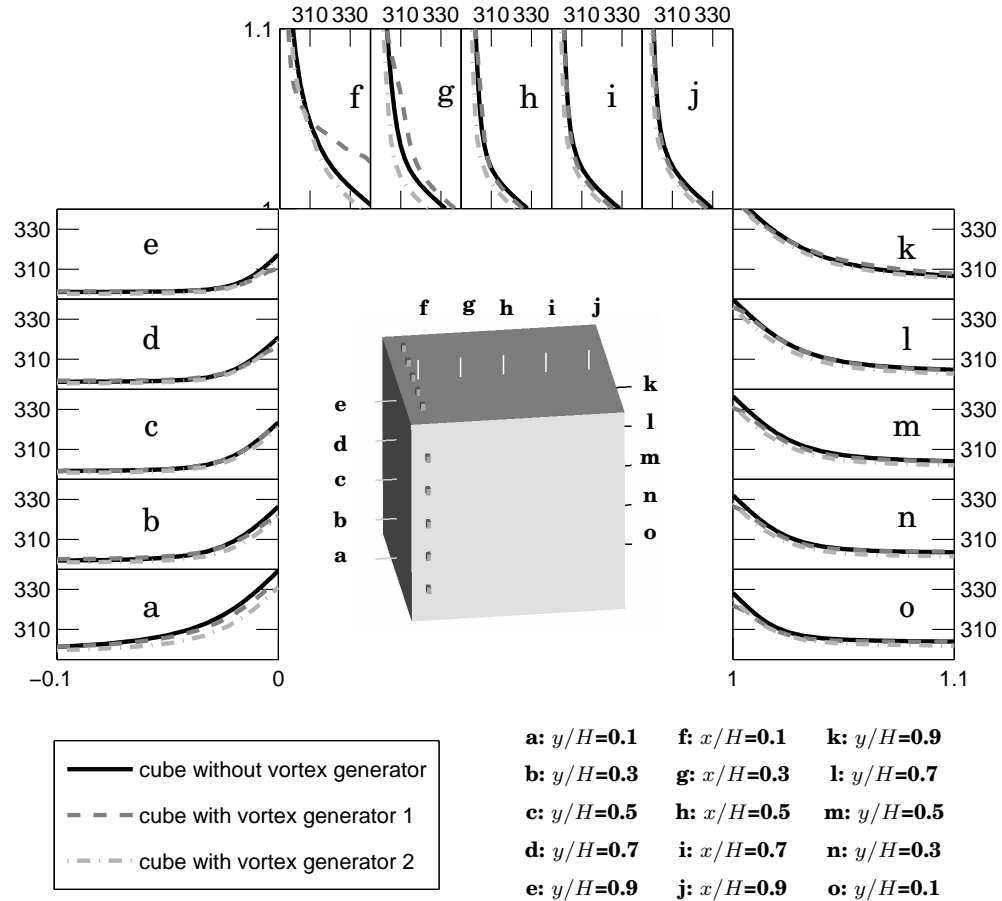 310 330 310 330 310 330 310 330 310 330
1.1
f g h i j
1
330 e 310
330 d 310
330 c 310
330 b 310
330 a 310
−0.1 0
f g h i j
e
d
c
b
a
k
l
m
n
o
k 330 310
l 330 310
m 330 310
n 330 310
o 330 310
1 1.1
cube without vortex generator
cube with vortex generator 1
cube with vortex generator 2
a: y/H=0.1 f: x/H=0.1 k: y/H=0.9
b: y/H=0.3 g: x/H=0.3 l: y/H=0.7
c: y/H=0.5 h: x/H=0.5 m: y/H=0.5
d: y/H=0.7 i: x/H=0.7 n: y/H=0.3
e: y/H=0.9 j: x/H=0.9 o: y/H=0.1